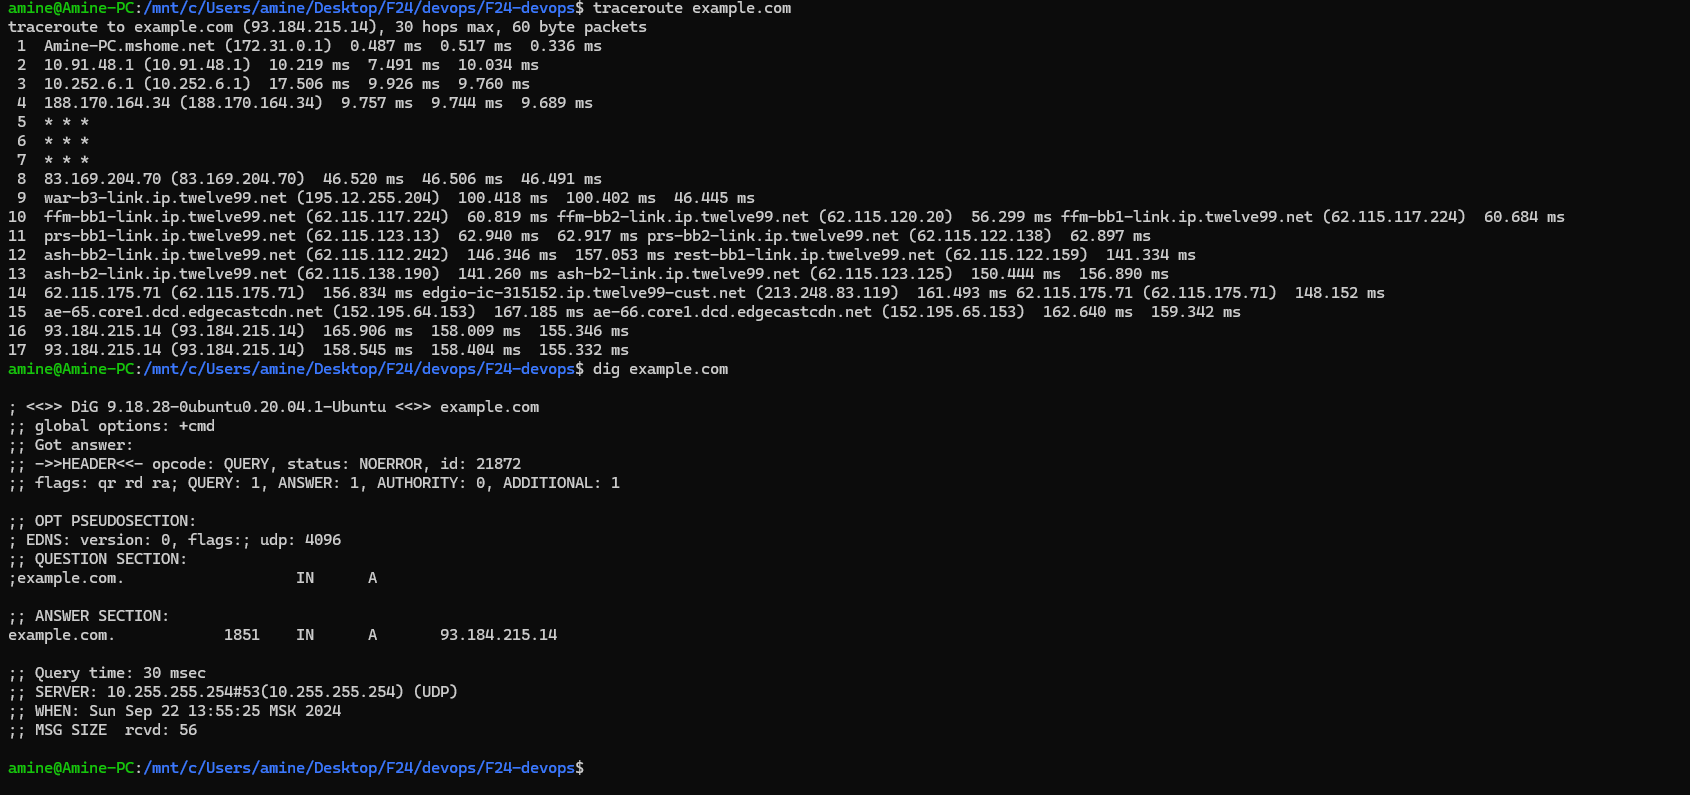 amine@Amine-PC:/mnt/c/Users/amine/Desktop/F24/devops/F24-devops$ traceroute example.com
traceroute to example.com (93.184.215.14), 30 hops max, 60 byte packets
 1  Amine-PC.mshome.net (172.31.0.1)  0.487 ms  0.517 ms  0.336 ms
 2  10.91.48.1 (10.91.48.1)  10.219 ms  7.491 ms  10.034 ms
 3  10.252.6.1 (10.252.6.1)  17.506 ms  9.926 ms  9.760 ms
 4  188.170.164.34 (188.170.164.34)  9.757 ms  9.744 ms  9.689 ms
 5  * * *
 6  * * *
 7  * * *
 8  83.169.204.70 (83.169.204.70)  46.520 ms  46.506 ms  46.491 ms
 9  war-b3-link.ip.twelve99.net (195.12.255.204)  100.418 ms  100.402 ms  46.445 ms
10  ffm-bb1-link.ip.twelve99.net (62.115.117.224)  60.819 ms ffm-bb2-link.ip.twelve99.net (62.115.120.20)  56.299 ms ffm-bb1-link.ip.twelve99.net (62.115.117.224)  60.684 ms
11  prs-bb1-link.ip.twelve99.net (62.115.123.13)  62.940 ms  62.917 ms prs-bb2-link.ip.twelve99.net (62.115.122.138)  62.897 ms
12  ash-bb2-link.ip.twelve99.net (62.115.112.242)  146.346 ms  157.053 ms rest-bb1-link.ip.twelve99.net (62.115.122.159)  141.334 ms
13  ash-b2-link.ip.twelve99.net (62.115.138.190)  141.260 ms ash-b2-link.ip.twelve99.net (62.115.123.125)  150.444 ms  156.890 ms
14  62.115.175.71 (62.115.175.71)  156.834 ms edgio-ic-315152.ip.twelve99-cust.net (213.248.83.119)  161.493 ms 62.115.175.71 (62.115.175.71)  148.152 ms
15  ae-65.core1.dcd.edgecastcdn.net (152.195.64.153)  167.185 ms ae-66.core1.dcd.edgecastcdn.net (152.195.65.153)  162.640 ms  159.342 ms
16  93.184.215.14 (93.184.215.14)  165.906 ms  158.009 ms  155.346 ms
17  93.184.215.14 (93.184.215.14)  158.545 ms  158.404 ms  155.332 ms
amine@Amine-PC:/mnt/c/Users/amine/Desktop/F24/devops/F24-devops$ dig example.com

; <<>> DiG 9.18.28-0ubuntu0.20.04.1-Ubuntu <<>> example.com
;; global options: +cmd
;; Got answer:
;; ->>HEADER<<- opcode: QUERY, status: NOERROR, id: 21872
;; flags: qr rd ra; QUERY: 1, ANSWER: 1, AUTHORITY: 0, ADDITIONAL: 1

;; OPT PSEUDOSECTION:
; EDNS: version: 0, flags:; udp: 4096
;; QUESTION SECTION:
;example.com.                   IN      A

;; ANSWER SECTION:
example.com.            1851    IN      A       93.184.215.14

;; Query time: 30 msec
;; SERVER: 10.255.255.254#53(10.255.255.254) (UDP)
;; WHEN: Sun Sep 22 13:55:25 MSK 2024
;; MSG SIZE  rcvd: 56

amine@Amine-PC:/mnt/c/Users/amine/Desktop/F24/devops/F24-devops$